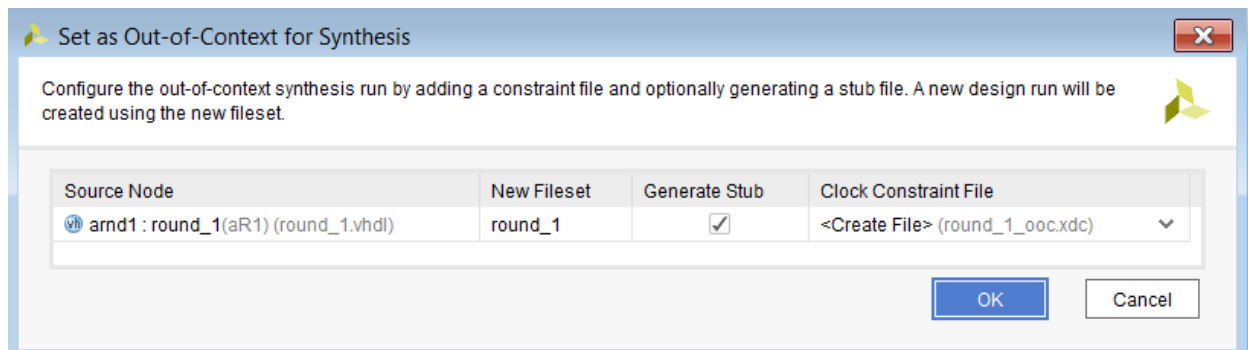 Set as Out-of-Context for Synthesis
Configure the out-of-context synthesis run by adding a constraint file and optionally generating a stub file. A new design run will be
created using the new fileset.
Source Node New Fileset Generate Stub Clock Constraint File
vh arnd1 : round_1(aR1) (round_1.vhdl) round_1 <Create File> (round_1_ooc.xdc)
OK Cancel